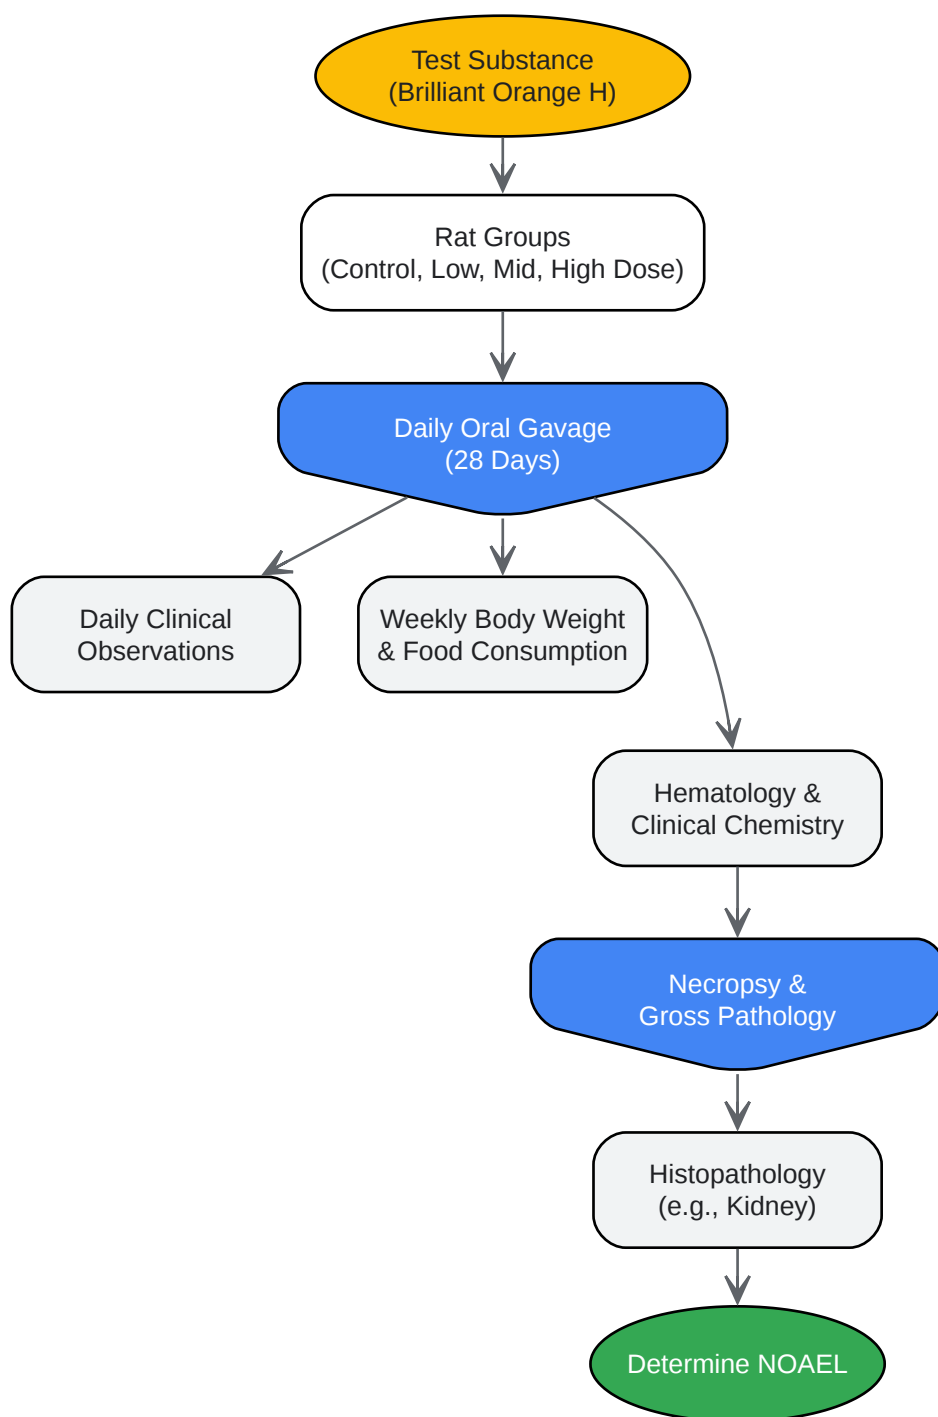 Test Substance
(Brilliant Orange H)
Rat Groups
(Control, Low, Mid, High Dose)
Daily Oral Gavage
(28 Days)
Daily Clinical
Observations
Weekly Body Weight
& Food Consumption
Hematology &
Clinical Chemistry
Necropsy &
Gross Pathology
Histopathology
(e.g., Kidney)
Determine NOAEL